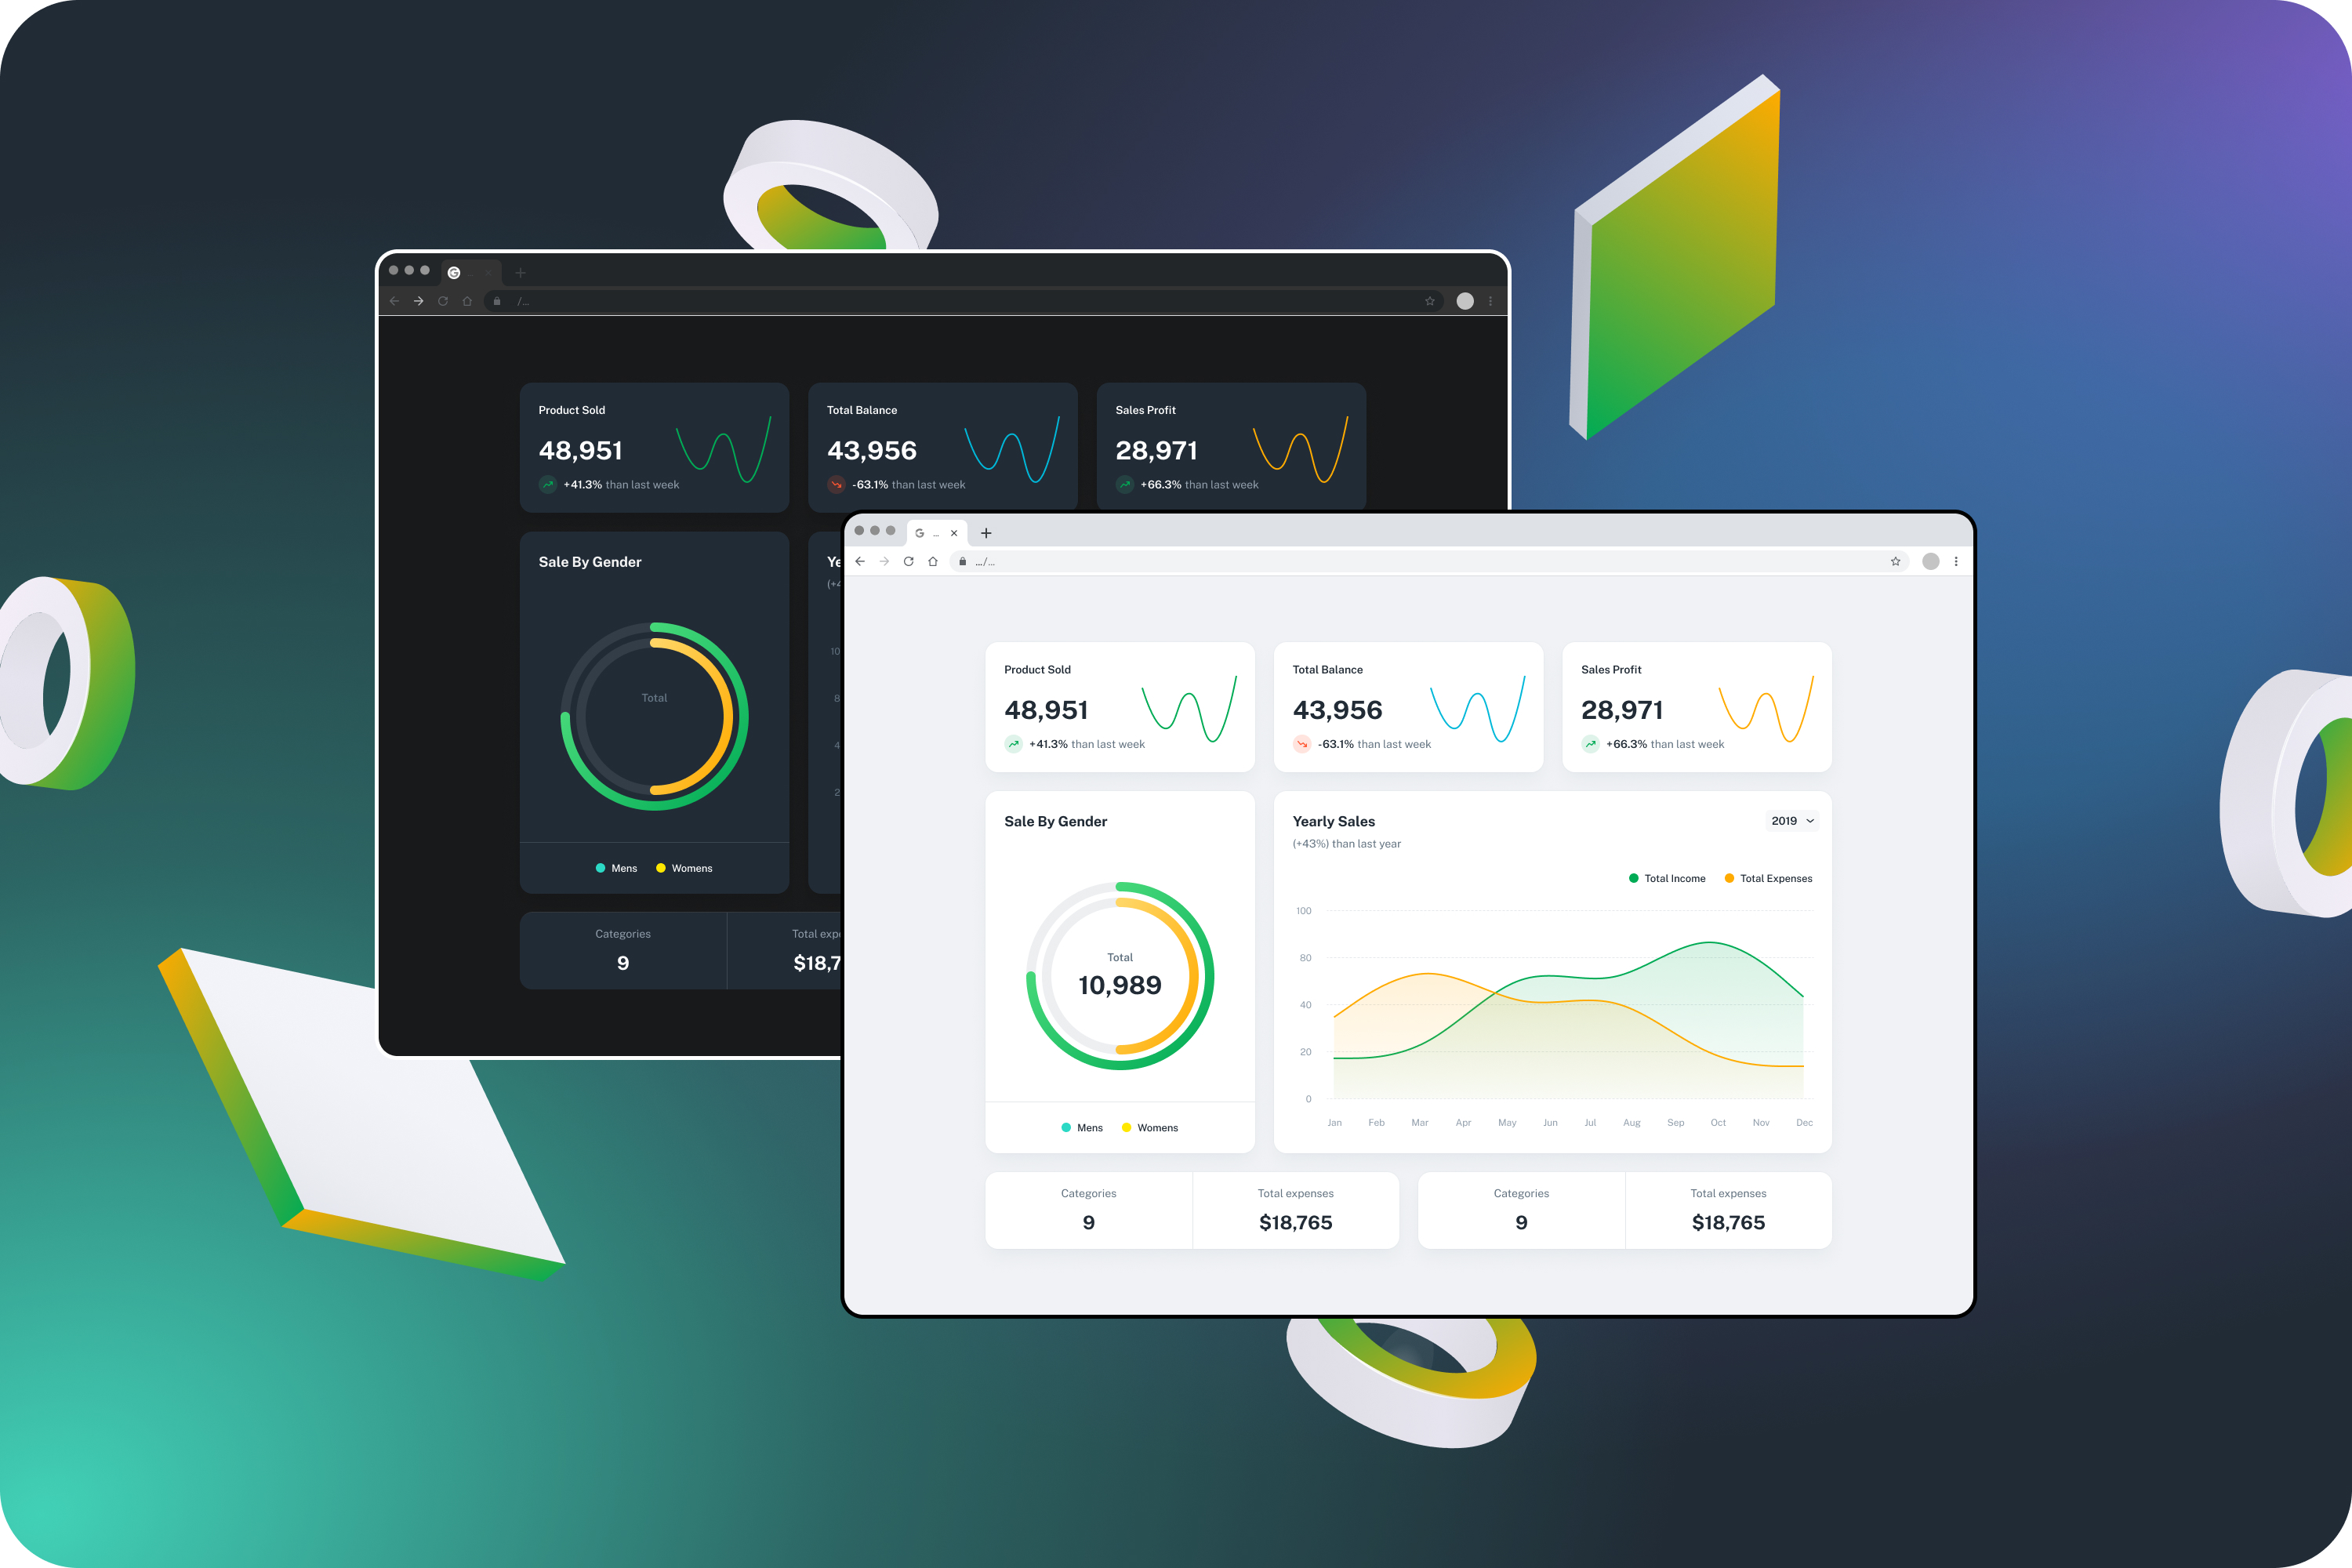 /...
Product Sold
48,951
+41.3% than last week
Total Balance
43,956
-63.1% than last week
Sales Profit
28,971
+66.3% than last week
Sale By Gender
Total
Mens Womens
Ye
(+4
10
8
4
2
Categories
9
Total expe
$18,7
G ...
.../...
Product Sold
48,951
+41.3% than last week
Total Balance
43,956
-63.1% than last week
Sales Profit
28,971
+66.3% than last week
Sale By Gender
Total
10,989
Mens Womens
Yearly Sales
2019
(+43%) than last year
Total Income Total Expenses
100
80
40
20
0
Jan Feb Mar Apr May Jun Jul Aug Sep Oct Nov Dec
Categories
9
Total expenses
$18,765
Categories
9
Total expenses
$18,765